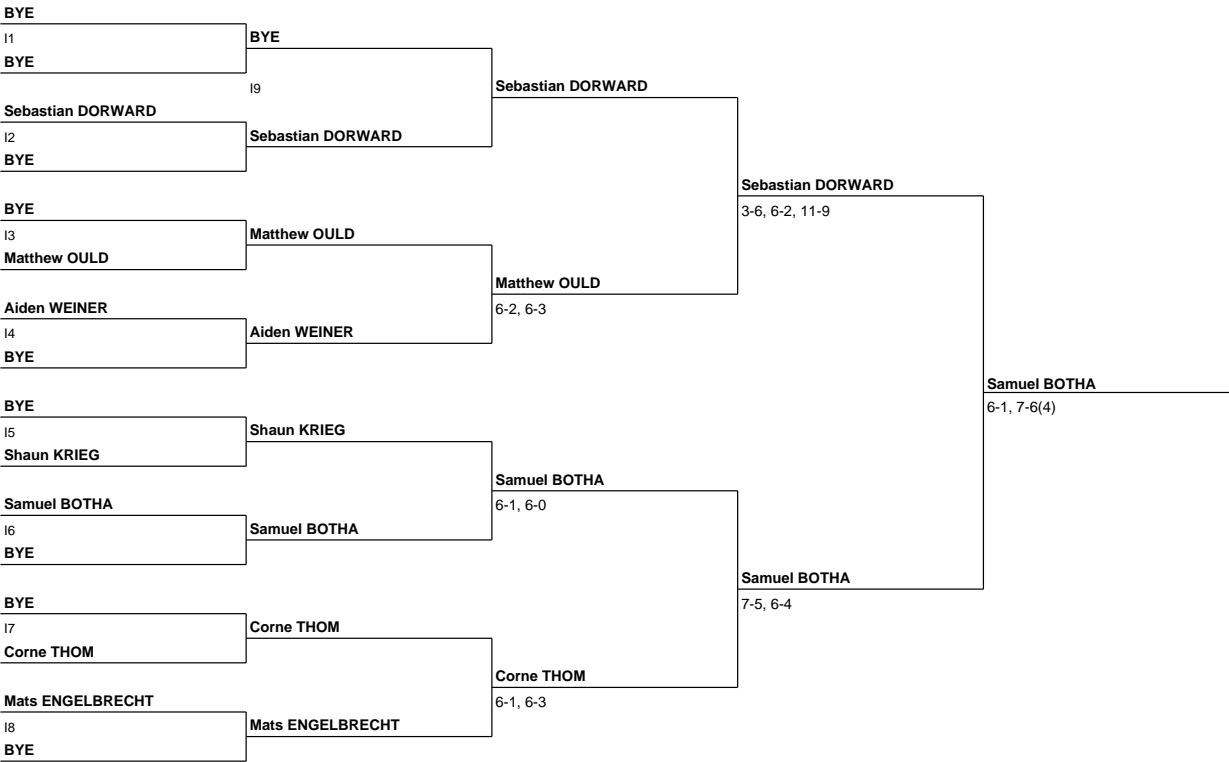 BYE
I1
BYE
BYE
I9
Sebastian DORWARD
Sebastian DORWARD
I2
Sebastian DORWARD
BYE
Sebastian DORWARD
3-6, 6-2, 11-9
BYE
I3
Matthew OULD
Matthew OULD
Matthew OULD
6-2, 6-3
Aiden WEINER
I4
Aiden WEINER
BYE
Samuel BOTHA
6-1, 7-6(4)
BYE
I5
Shaun KRIEG
Shaun KRIEG
Samuel BOTHA
6-1, 6-0
Samuel BOTHA
I6
Samuel BOTHA
BYE
Samuel BOTHA
7-5, 6-4
BYE
I7
Corne THOM
Corne THOM
Corne THOM
6-1, 6-3
Mats ENGELBRECHT
I8
Mats ENGELBRECHT
BYE